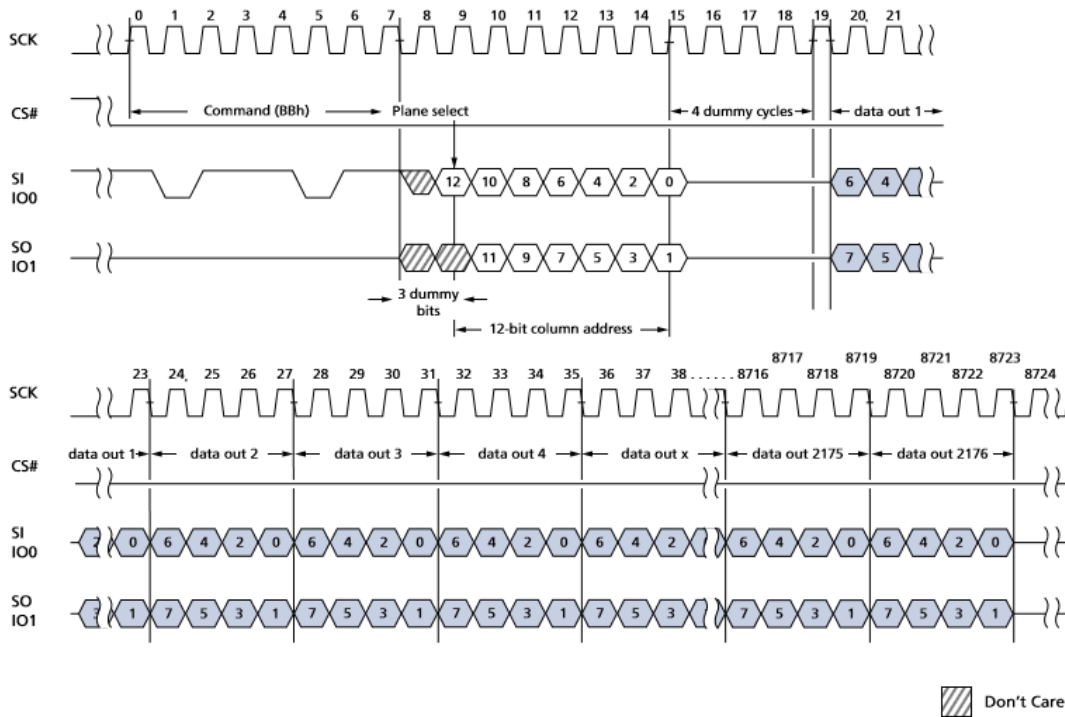 0 1 2 3 4 5 6 7 8 9 10 11 12 13 14 15 16 17 18 19 20, 21
SCK
CS#
Command (BBh) Plane select 4 dummy cycles data out 1
SI
IO0
12 10 8 6 4 2 0 6 4
SO
IO1
11 9 7 5 3 1 7 5
3 dummy
bits
12-bit column address
8717 8719 8721 8723
23 24, 25 26 27 28 29 30 31 32 33 34 35 36 37 38 ...... 8716 8718 8720 8722 8724
SCK
data out 1 data out 2 data out 3 data out 4 data out x data out 2175 data out 2176
CS#
SI
IO0
2 0 6 4 2 0 6 4 2 0 6 4 2 0 6 4 2 6 4 2 0 6 4 2 0
SO
IO1
3 1 7 5 3 1 7 5 3 1 7 5 3 1 7 5 3 7 5 3 1 7 5 3 1
Don't Care